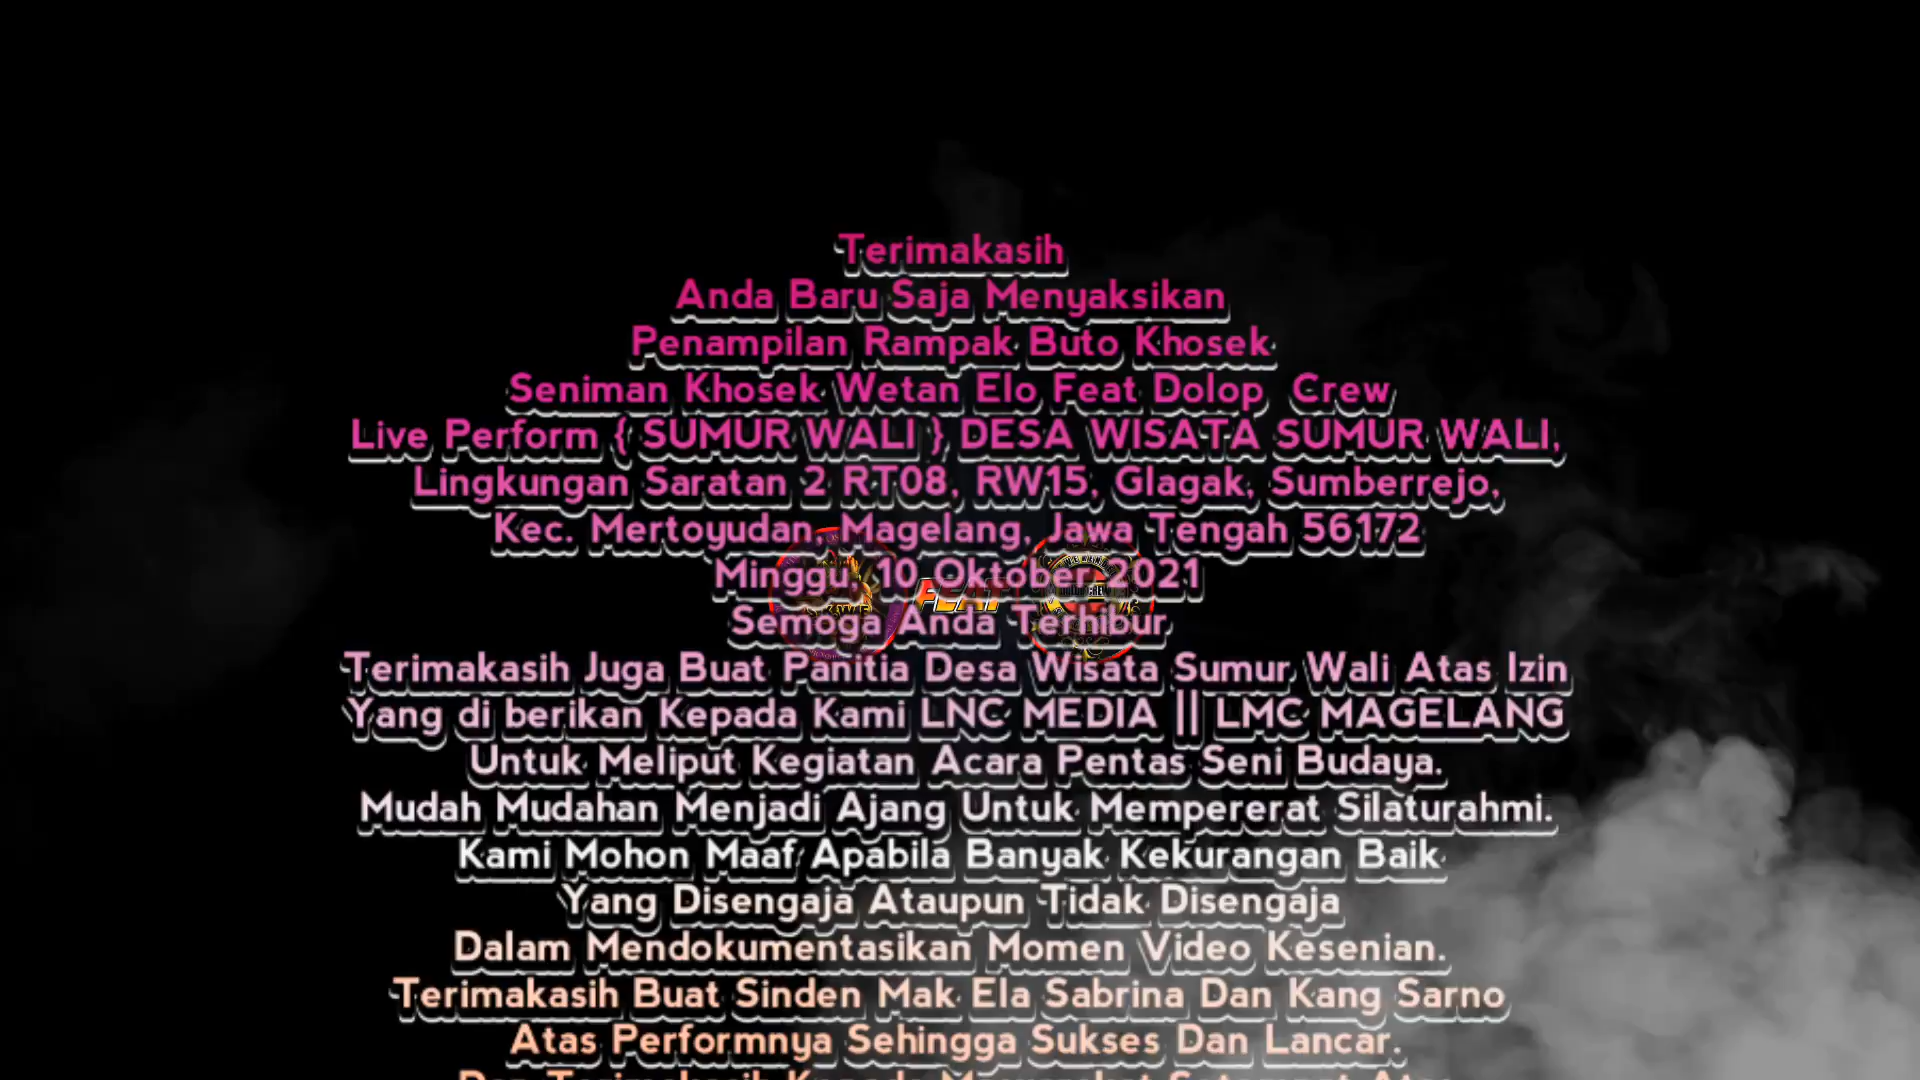 Terimakasih
Anda Baru Saja Menyaksikan
Penampilan Rampak Buto Khosek
Seniman Khosek Wetan Elo Feat Dolop Crew
Live Perform { SUMUR WALI } DESA WISATA SUMUR WALI,
Lingkungan Saratan 2 RT08, RW15, Glagak, Sumberrejo,
Kec. Mertoyudan, Magelang, Jawa Tengah 56172
Minggu, 10 Oktober 2021
FEAT
Semoga Anda Terhibur
Terimakasih Juga Buat Panitia Desa Wisata Sumur Wali Atas Izin
Yang di berikan Kepada Kami LNC MEDIA || LMC MAGELANG
Untuk Meliput Kegiatan Acara Pentas Seni Budaya.
Mudah Mudahan Menjadi Ajang Untuk Mempererat Silaturahmi.
Kami Mohon Maaf Apabila Banyak Kekurangan Baik
Yang Disengaja Ataupun Tidak Disengaja
Dalam Mendokumentasikan Momen Video Kesenian.
Terimakasih Buat Sinden Mak Ela Sabrina Dan Kang Sarno
Atas Performnya Sehingga Sukses Dan Lancar.